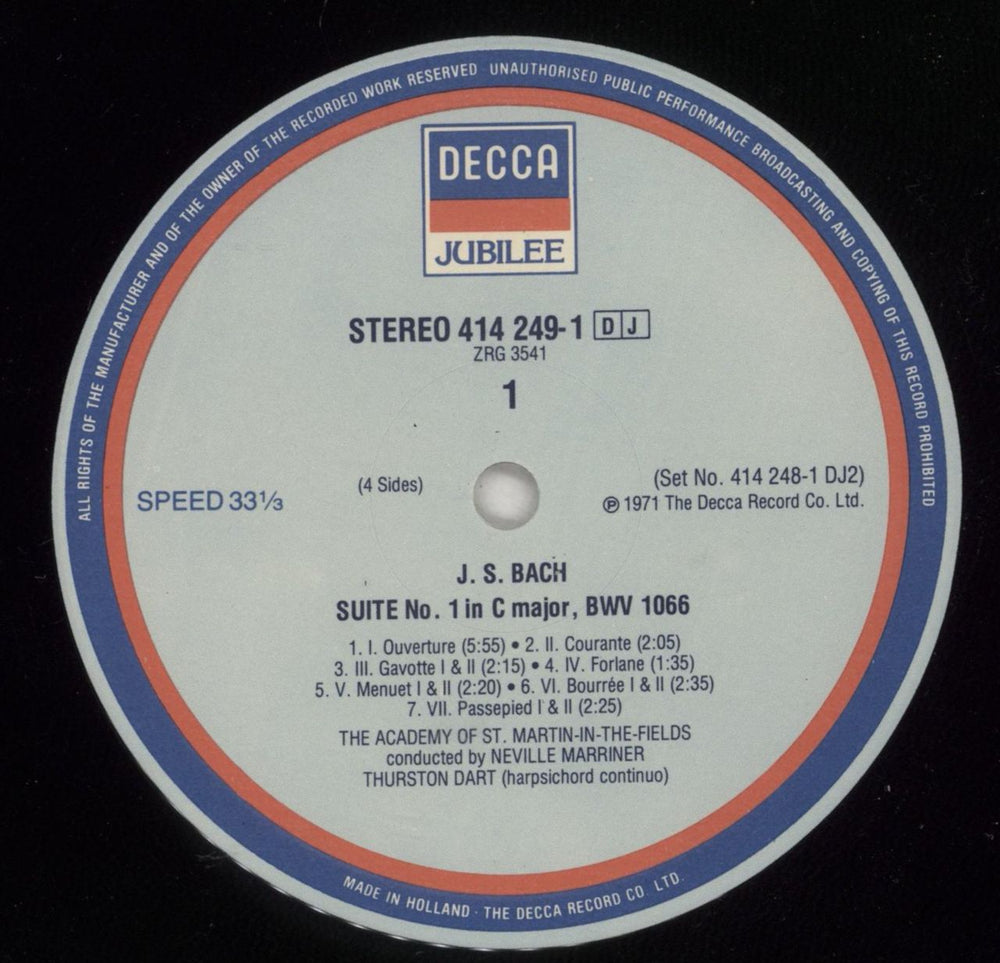 ALL RIGHTS OF THE MANUFACTURER AND OF THE OWNER OF THE RECORDED WORK RESERVED UNAUTHORISED PUBLIC PERFORMANCE BROADCASTING AND COPYING OF THIS RECORD PROHIBITED
DECCA
JUBILEE
STEREO 414 249-1 DJ
ZRG 3541
1
SPEED 33⅓
(4 Sides)
(Set No. 414 248-1 DJ2)
℗ 1971 The Decca Record Co. Ltd.
J. S. BACH
SUITE No. 1 in C major, BWV 1066
1. I. Ouverture (5:55) • 2. II. Courante (2:05)
3. III. Gavotte I & II (2:15) • 4. IV. Forlane (1:35)
5. V. Menuet I & II (2:20) • 6. VI. Bourrée I & II (2:35)
7. VII. Passepied I & II (2:25)
THE ACADEMY OF ST. MARTIN-IN-THE-FIELDS
conducted by NEVILLE MARRINER
THURSTON DART (harpsichord continuo)
MADE IN HOLLAND · THE DECCA RECORD CO. LTD.